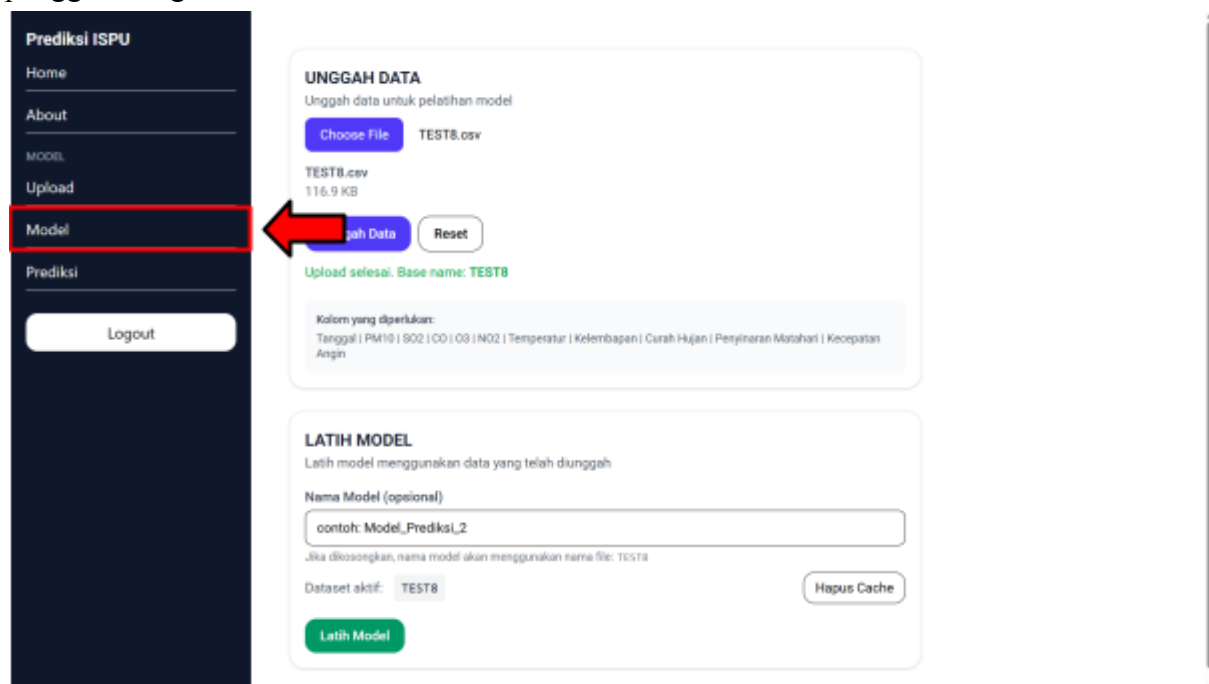 Prediksi ISPU
Home
About
MODEL
Upload
Model
Prediksi
Logout
UNGGAH DATA
Unggah data untuk pelatihan model
Choose File TEST8.csv
TEST8.csv
116.9 KB
gah Data Reset
Upload selesai. Base name: TEST8
Kolom yang diperlukan:
Tanggal | PM10 | SO2 | CO | O3 | NO2 | Temperatur | Kelembapan | Curah Hujan | Penyinaran Matahari | Kecepatan
Angin
LATIH MODEL
Latih model menggunakan data yang telah diunggah
Nama Model (opsional)
contoh: Model_Prediksi_2
Jika dikosongkan, nama model akan menggunakan nama file: TEST8
Dataset aktif: TEST8 Hapus Cache
Latih Model